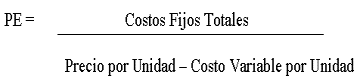 PE = Costos Fijos Totales
Precio por Unidad – Costo Variable por Unidad